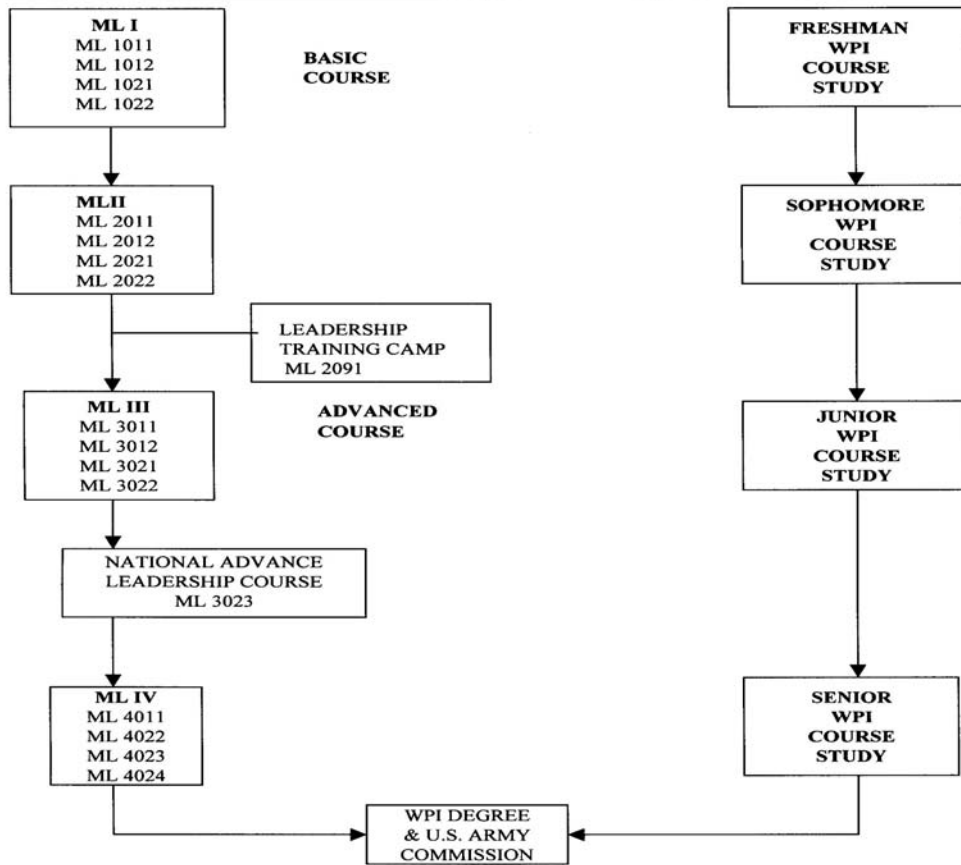 ML I
ML 1011
ML 1012
ML 1021
ML 1022
BASIC
COURSE
FRESHMAN
WPI
COURSE
STUDY
MLII
ML 2011
ML 2012
ML 2021
ML 2022
SOPHOMORE
WPI
COURSE
STUDY
LEADERSHIP
TRAINING CAMP
ML 2091
ML III
ML 3011
ML 3012
ML 3021
ML 3022
ADVANCED
COURSE
JUNIOR
WPI
COURSE
STUDY
NATIONAL ADVANCE
LEADERSHIP COURSE
ML 3023
ML IV
ML 4011
ML 4022
ML 4023
ML 4024
SENIOR
WPI
COURSE
STUDY
WPI DEGREE
& U.S. ARMY
COMMISSION